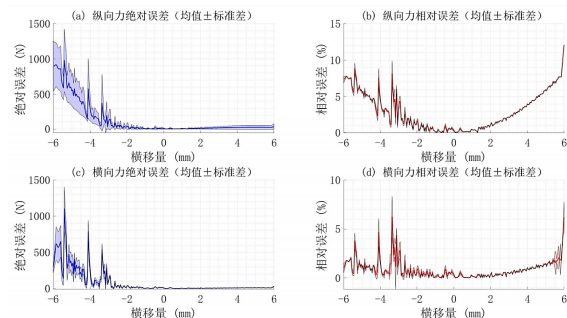 (a) 纵向力绝对误差（均值±标准差）
1500
1000
500
0
绝对误差 (N)
-6 -4 -2 0 2 4 6
横移量 (mm)
(b) 纵向力相对误差（均值±标准差）
15
10
5
0
相对误差 (%)
-6 -4 -2 0 2 4 6
横移量 (mm)
(c) 横向力绝对误差（均值±标准差）
1500
1000
500
0
绝对误差 (N)
-6 -4 -2 0 2 4 6
横移量 (mm)
(d) 横向力相对误差（均值±标准差）
10
5
0
相对误差 (%)
-6 -4 -2 0 2 4 6
横移量 (mm)